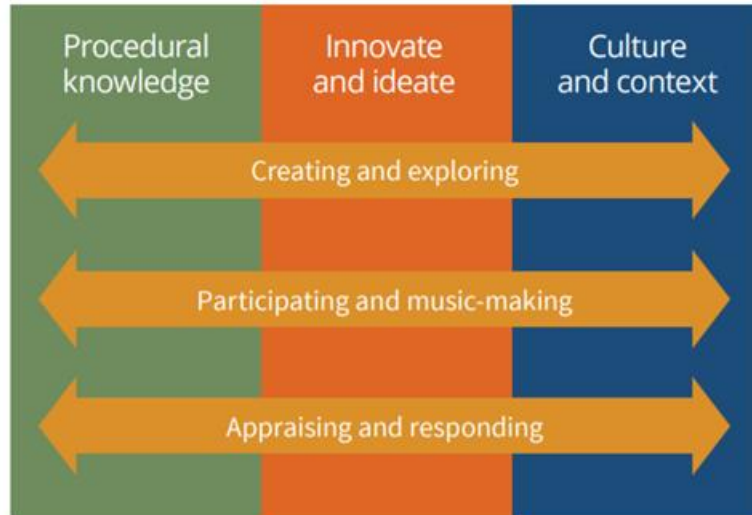 Procedural
knowledge
Innovate
and ideate
Culture
and context
Creating and exploring
Participating and music-making
Appraising and responding